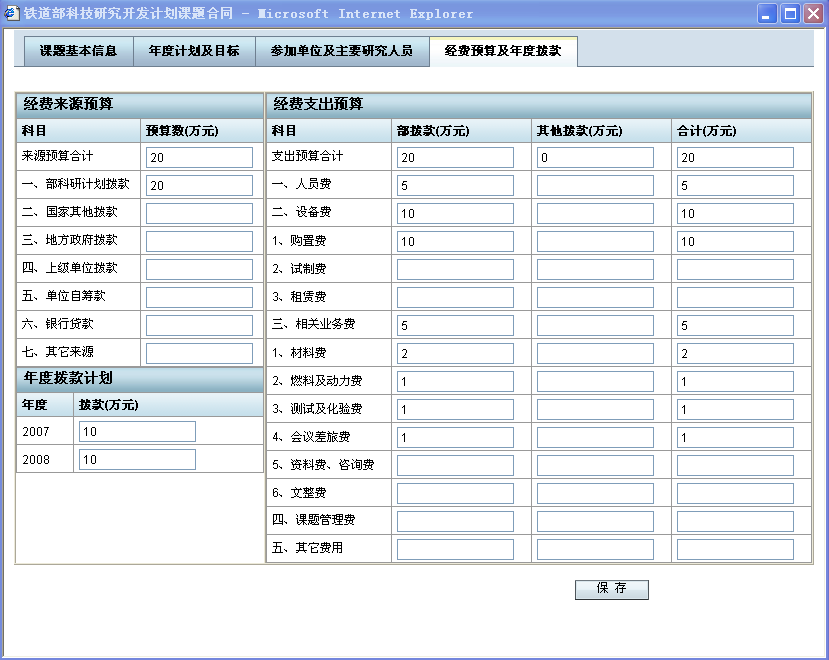 铁道部科技研究开发计划课题合同 - Microsoft Internet Explorer
课题基本信息 年度计划及目标 参加单位及主要研究人员 经费预算及年度拨款
经费来源预算
科目 预算数(万元)
来源预算合计 20
一、部科研计划拨款 20
二、国家其他拨款
三、地方政府拨款
四、上级单位拨款
五、单位自筹款
六、银行贷款
七、其它来源
年度拨款计划
年度 拨款(万元)
2007 10
2008 10
经费支出预算
科目 部拨款(万元) 其他拨款(万元) 合计(万元)
支出预算合计 20 0 20
一、人员费 5 5
二、设备费 10 10
1、购置费 10 10
2、试制费
3、租赁费
三、相关业务费 5 5
1、材料费 2 2
2、燃料及动力费 1 1
3、测试及化验费 1 1
4、会议差旅费 1 1
5、资料费、咨询费
6、文整费
四、课题管理费
五、其它费用
保 存